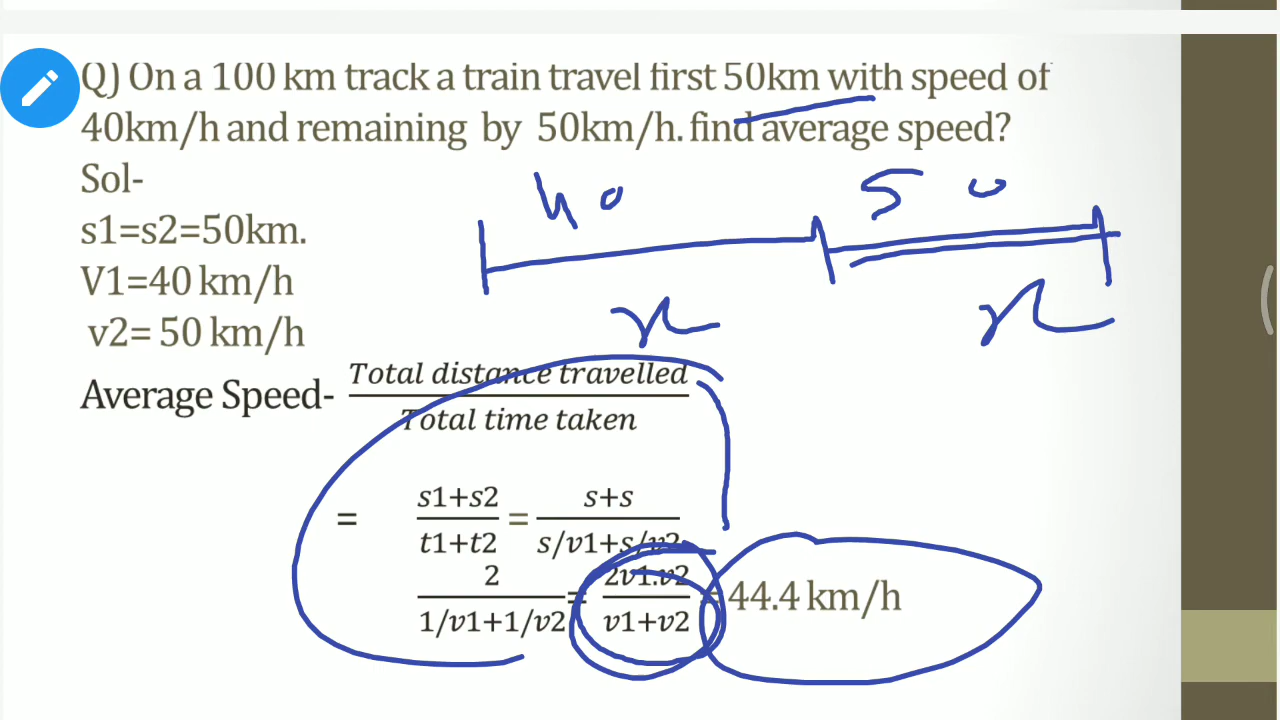 Q) On a 100 km track a train travel first 50km with speed of
40km/h and remaining by 50km/h. find average speed?
Sol-
40
50
s1=s2=50km.
V1=40 km/h
x
x
v2= 50 km/h
Average Speed- Total distance travelled
Total time taken
= s1+s2 = s+s
t1+t2 s/v1+s/v2
2 = 2v1.v2 = 44.4 km/h
1/v1+1/v2 v1+v2